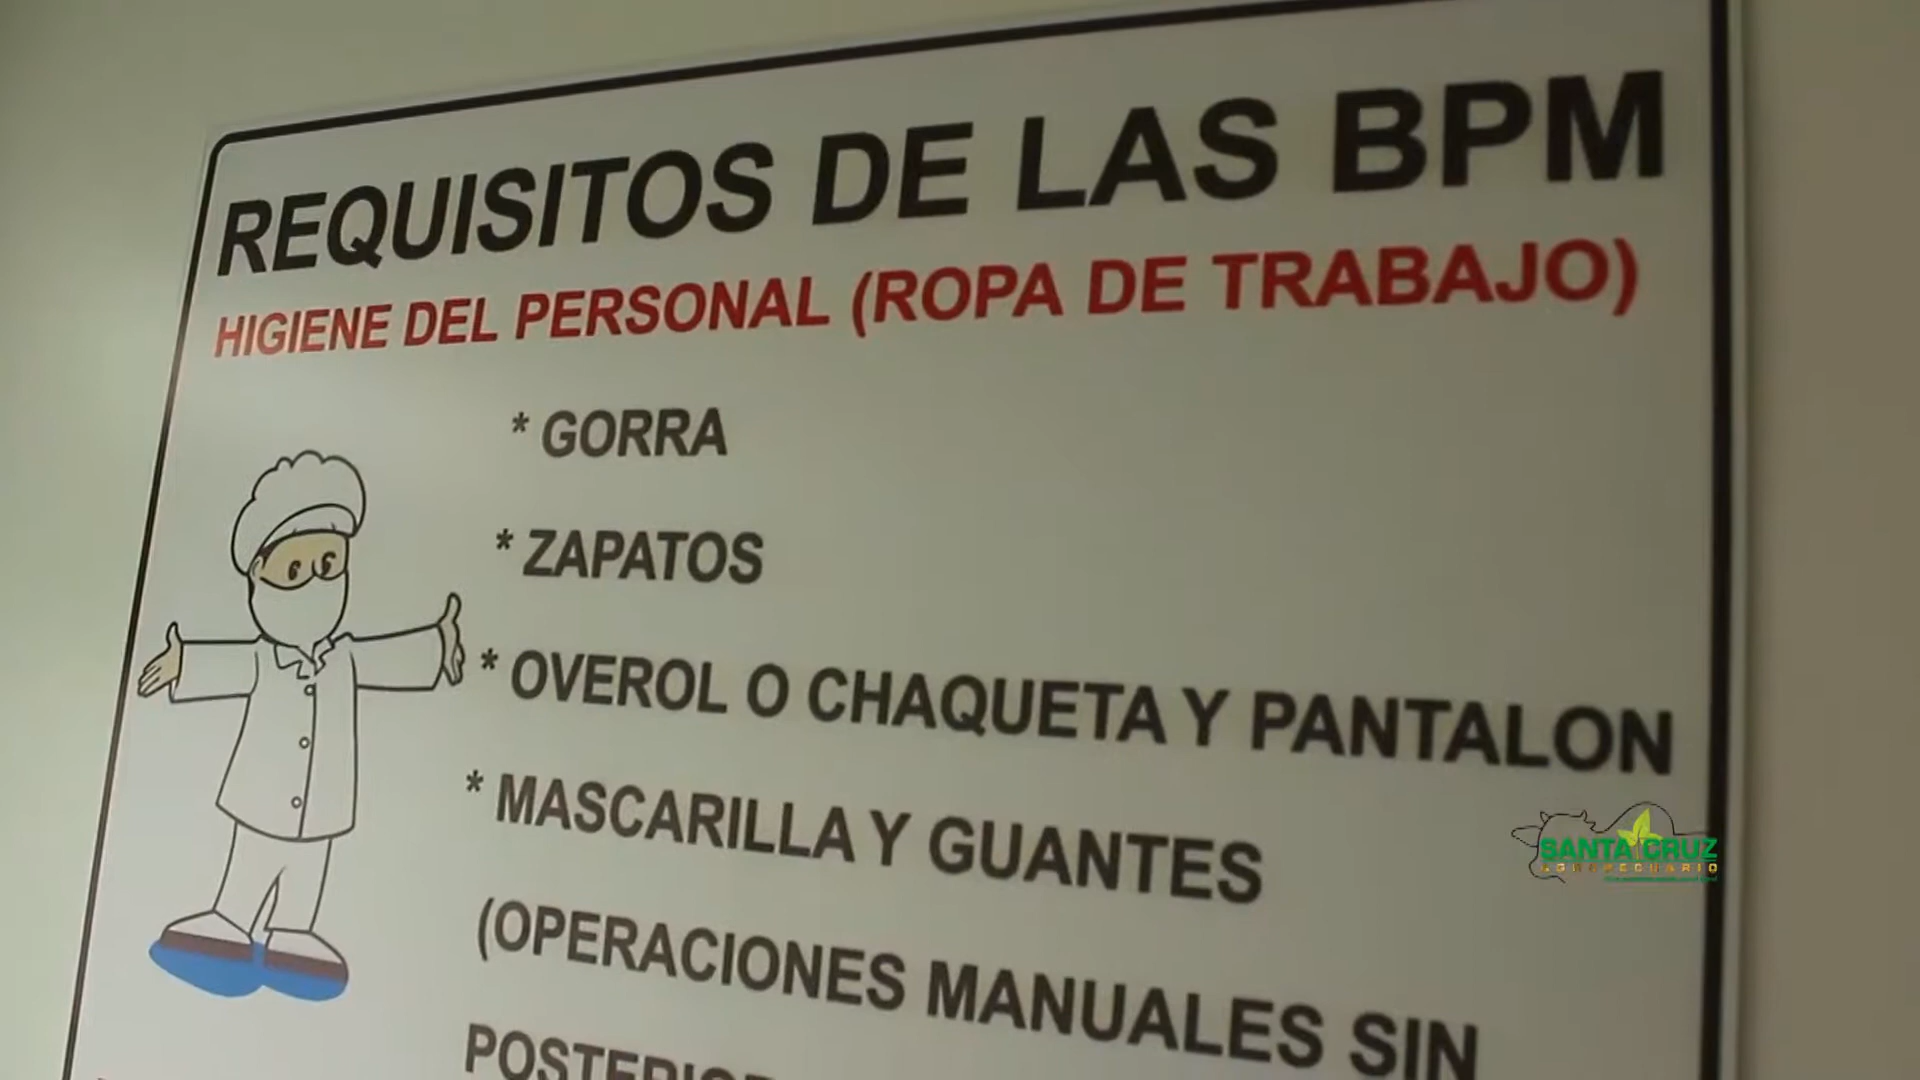 REQUISITOS DE LAS BPM
HIGIENE DEL PERSONAL (ROPA DE TRABAJO)
* GORRA
* ZAPATOS
* OVEROL O CHAQUETA Y PANTALON
* MASCARILLA Y GUANTES
(OPERACIONES MANUALES SIN
SANTA CRUZ
AGROPECUARIO